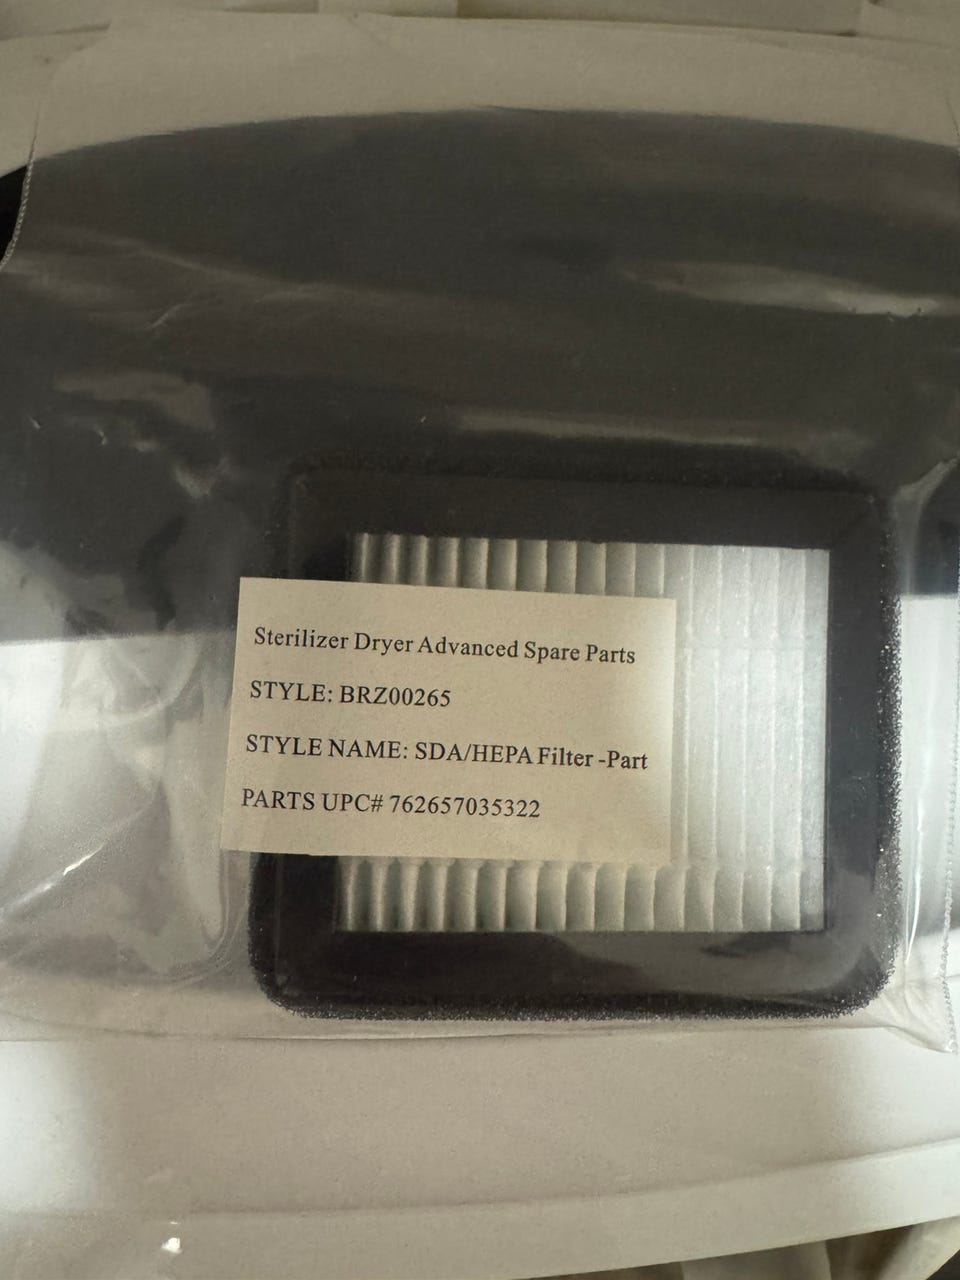 Sterilizer Dryer Advanced Spare Parts
STYLE: BRZ00265
STYLE NAME: SDA/HEPA Filter -Part
PARTS UPC# 762657035322